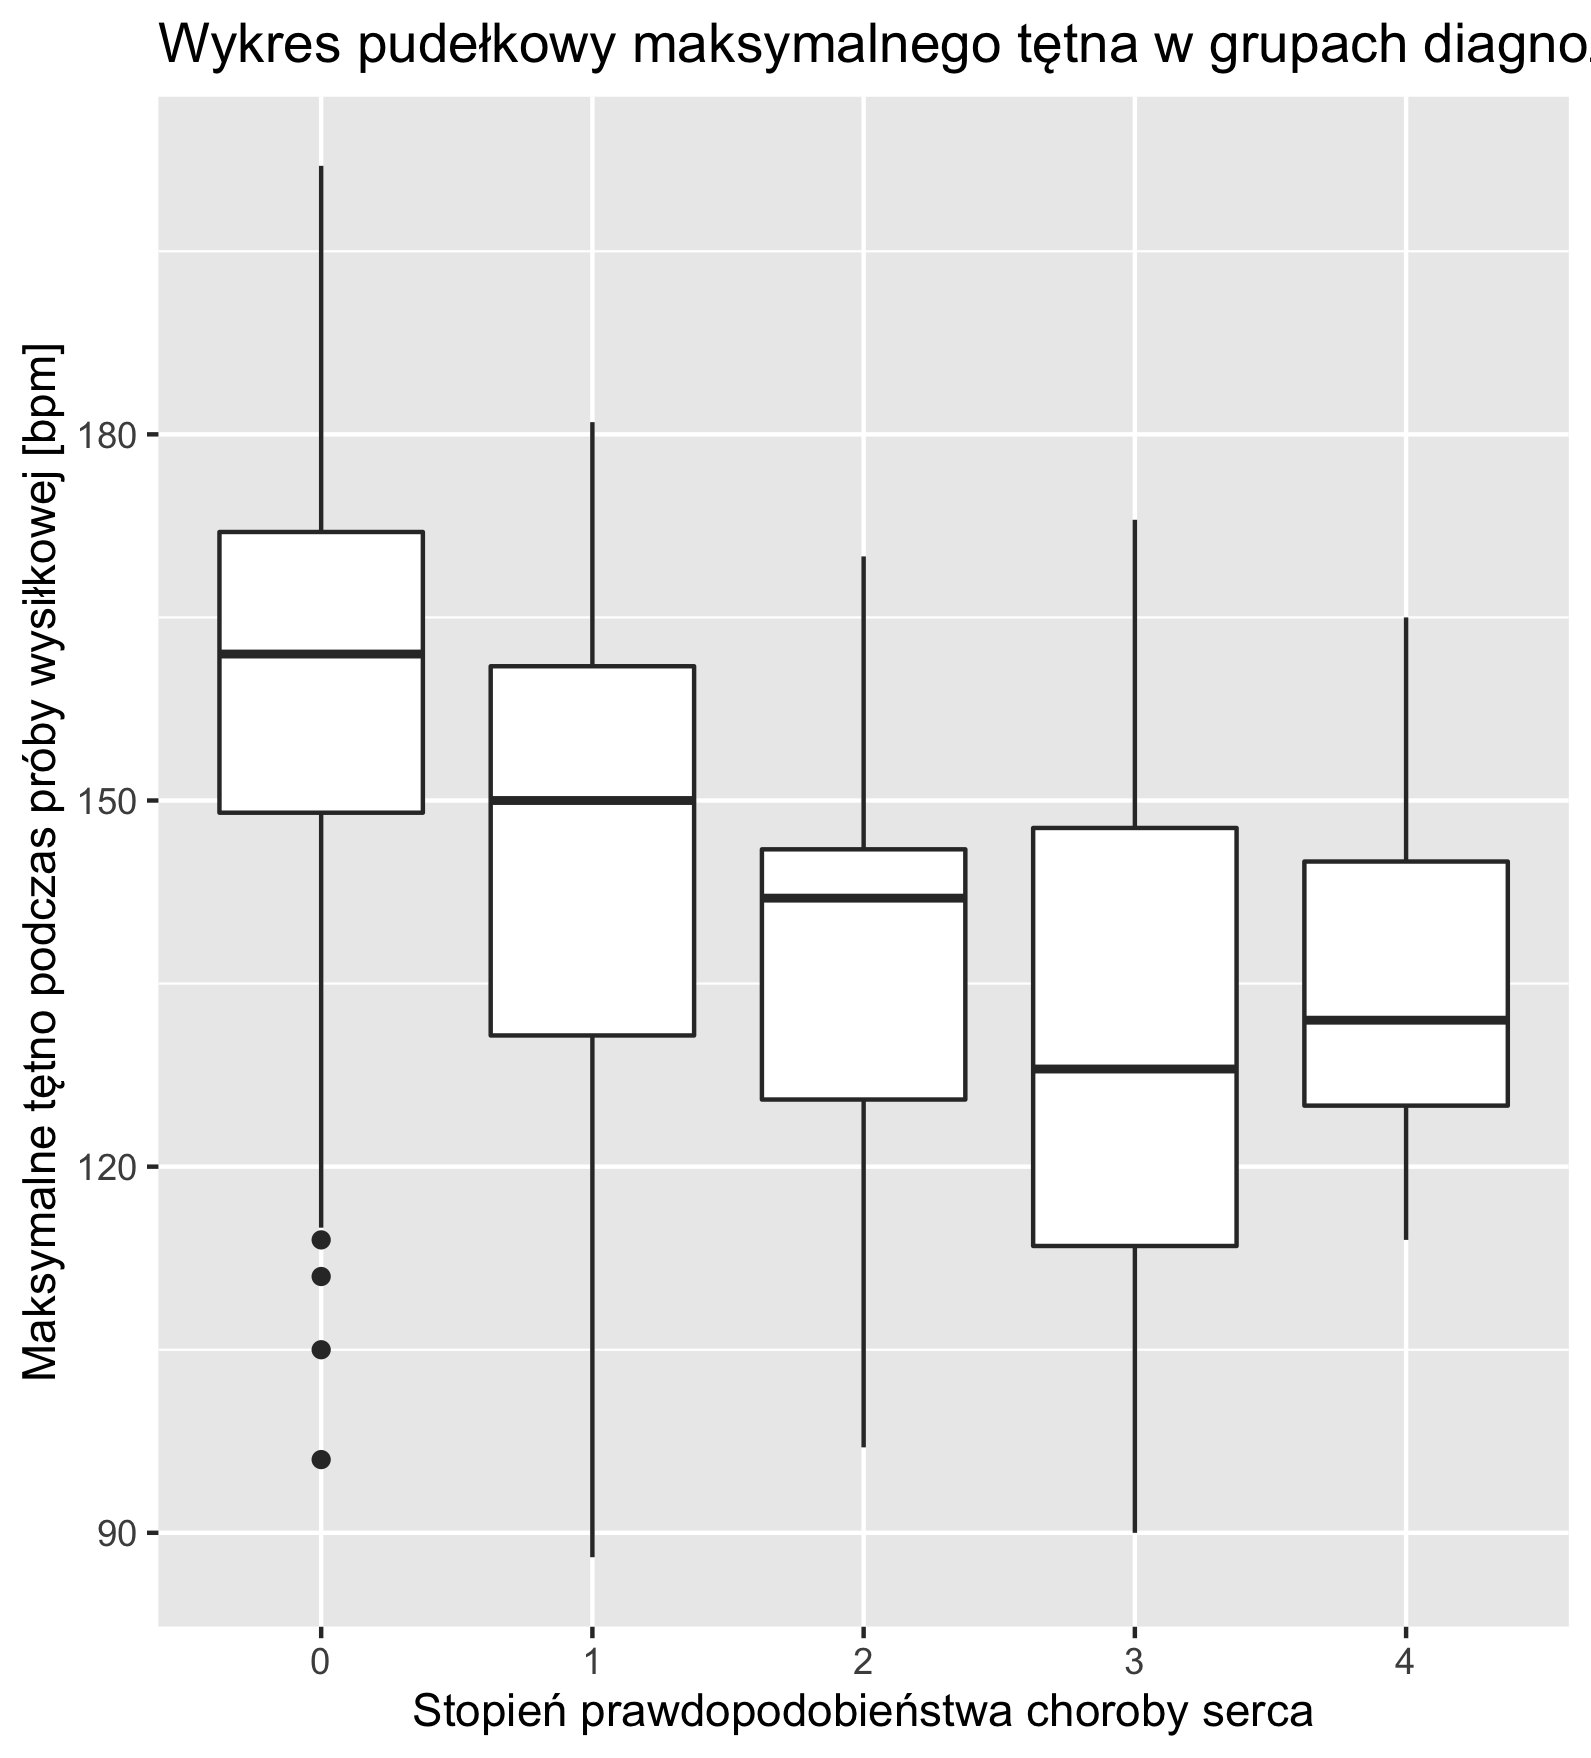 Wykres pudełkowy maksymalnego tętna w grupach
Maksymalne tętno podczas próby wysiłkowej [bpm]
180
150
120
90
0 1 2 3 4
Stopień prawdopodobieństwa choroby serca